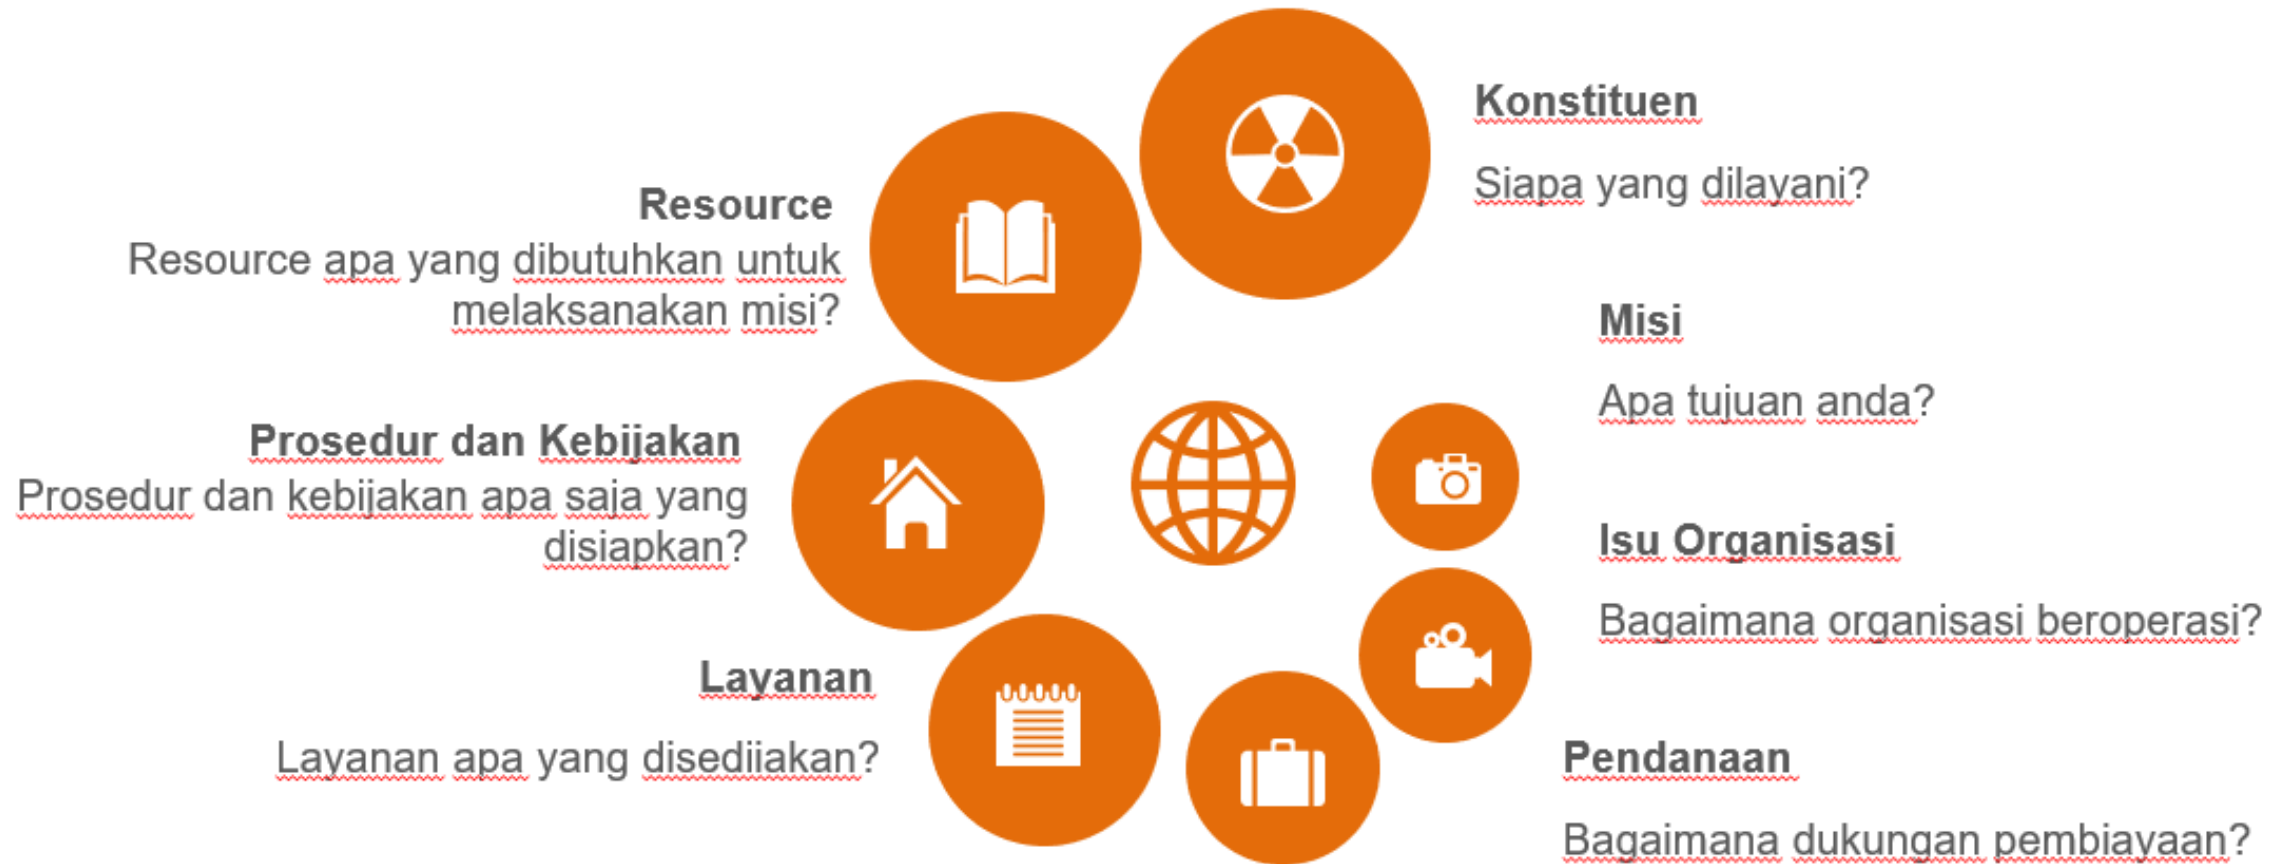 Konstituen
Siapa yang dilayani?
Misi
Apa tujuan anda?
Isu Organisasi
Bagaimana organisasi beroperasi?
Pendanaan
Bagaimana dukungan pembiayaan?
Resource
Resource apa yang dibutuhkan untuk
melaksanakan misi?
Prosedur dan Kebijakan
Prosedur dan kebijakan apa saja yang
disiapkan?
Layanan
Layanan apa yang disediiakan?